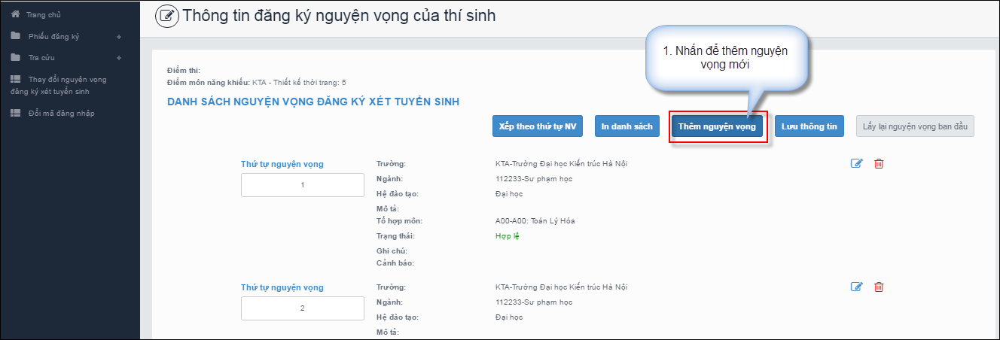 Trang chủ
Phiếu đăng ký +
Tra cứu +
Thay đổi nguyện vọng
đăng ký xét tuyển sinh
Đổi mã đăng nhập
Thông tin đăng ký nguyện vọng của thí sinh
1. Nhấn để thêm nguyện
vọng mới
Điểm thi:
Điểm môn năng khiếu: KTA - Thiết kế thời trang: 5
DANH SÁCH NGUYỆN VỌNG ĐĂNG KÝ XÉT TUYỂN SINH
Xếp theo thứ tự NV In danh sách Thêm nguyện vọng Lưu thông tin Lấy lại nguyện vọng ban đầu
Thứ tự nguyện vọng
1
Trường: KTA-Trường Đại học Kiến trúc Hà Nội
Ngành: 112233-Sư phạm học
Hệ đào tạo: Đại học
Mô tả:
Tổ hợp môn: A00-A00: Toán Lý Hóa
Trạng thái: Hợp lệ
Ghi chú:
Cảnh báo:
Thứ tự nguyện vọng
2
Trường: KTA-Trường Đại học Kiến trúc Hà Nội
Ngành: 112233-Sư phạm học
Hệ đào tạo: Đại học
Mô tả: